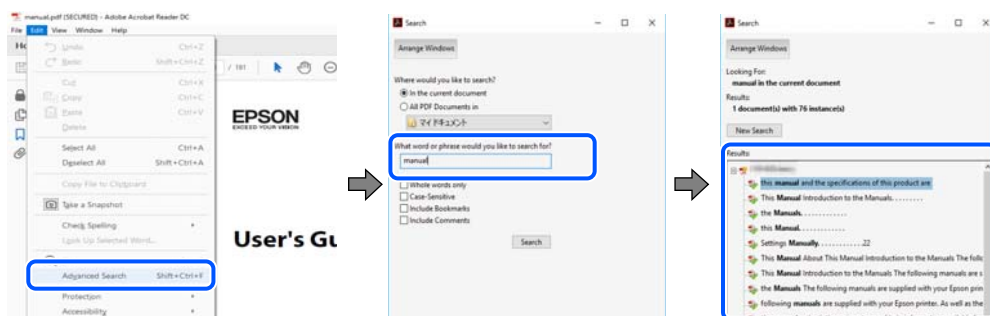 manual.pdf (SECURED) - Adobe Acrobat Reader DC
File Edit View Window Help
Undo Ctrl+Z
Shift+Ctrl+Z
Cut Ctrl+X
Copy Ctrl+C
Paste Ctrl+V
Delete
Select All Ctrl+A
Deselect All Shift+Ctrl+A
Copy File to Clipboard
Take a Snapshot
Check Spelling
Look Up Selected Word...
Advanced Search Shift+Ctrl+F
Protection
Accessibility
/ 191
EPSON
EXCEED YOUR VISION
User's Gu
Search
Arrange Windows
Where would you like to search?
In the current document
All PDF Documents in
マイ ドキュメント
What word or phrase would you like to search for?
manual
Whole words only
Case-Sensitive
Include Bookmarks
Include Comments
Search
Search
Arrange Windows
Looking For:
manual in the current document
Results:
1 document(s) with 76 instance(s)
New Search
Results:
this manual and the specifications of this product are
This Manual Introduction to the Manuals. . . . . . . . .
the Manuals. . . . . . . . . . . . .
this Manual. . . . . . . . . . . . .
Settings Manually. . . . . . . . . . . . .22
This Manual About This Manual Introduction to the Manuals The follo
This Manual Introduction to the Manuals The following manuals are s
the Manuals The following manuals are supplied with your Epson prin
following manuals are supplied with your Epson printer. As well as the